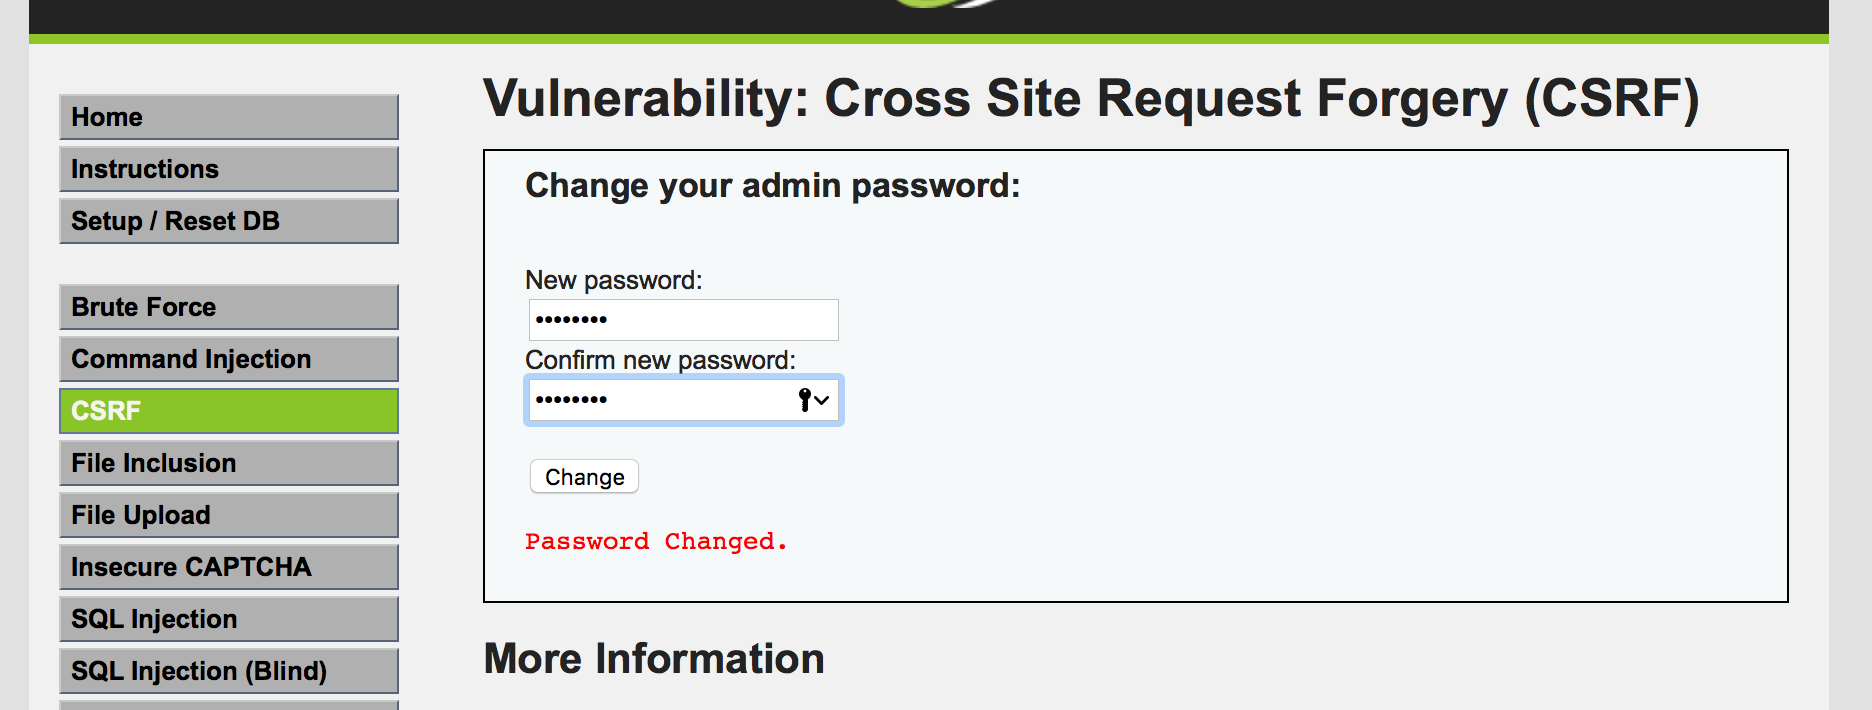 Home
Instructions
Setup / Reset DB
Brute Force
Command Injection
CSRF
File Inclusion
File Upload
Insecure CAPTCHA
SQL Injection
SQL Injection (Blind)
Vulnerability: Cross Site Request Forgery (CSRF)
Change your admin password:
New password:
••••••••
Confirm new password:
••••••••
Change
Password Changed.
More Information